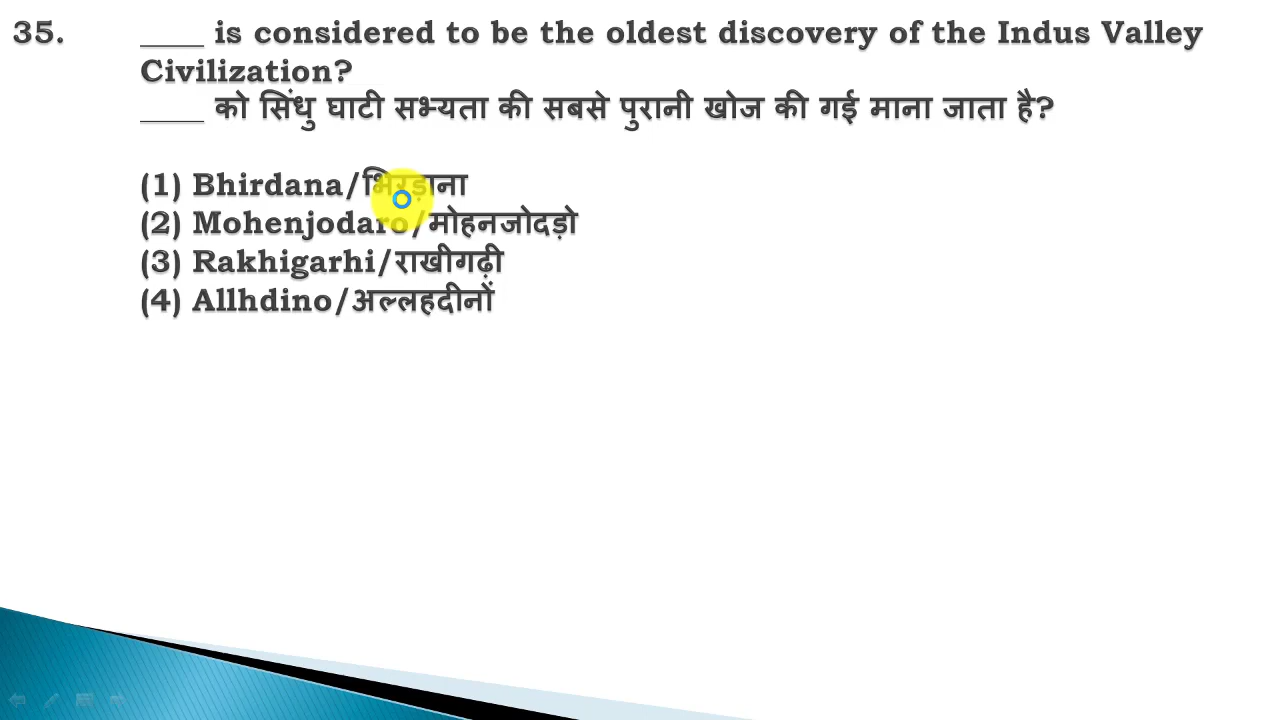 35. ____ is considered to be the oldest discovery of the Indus Valley
Civilization?
____ को सिंधु घाटी सभ्यता की सबसे पुरानी खोज की गई माना जाता है?
(1) Bhirdana/भिरड़ाना
(2) Mohenjodaro/मोहनजोदड़ो
(3) Rakhigarhi/राखीगढ़ी
(4) Allhdino/अल्लहदीनों